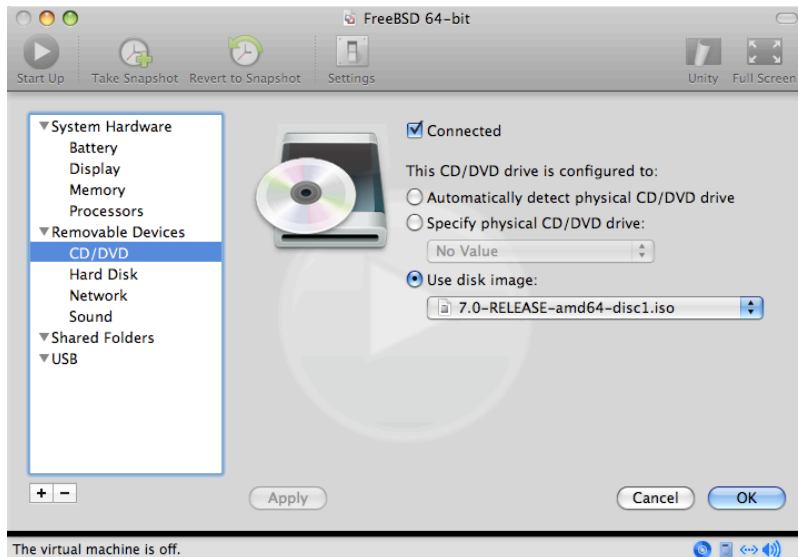 FreeBSD 64-bit
Start Up Take Snapshot Revert to Snapshot Settings Unity Full Screen
System Hardware
Battery
Display
Memory
Processors
Removable Devices
CD/DVD
Hard Disk
Network
Sound
Shared Folders
USB
Connected
This CD/DVD drive is configured to:
Automatically detect physical CD/DVD drive
Specify physical CD/DVD drive:
No Value
Use disk image:
7.0-RELEASE-amd64-disc1.iso
+ −
Apply Cancel OK
The virtual machine is off.